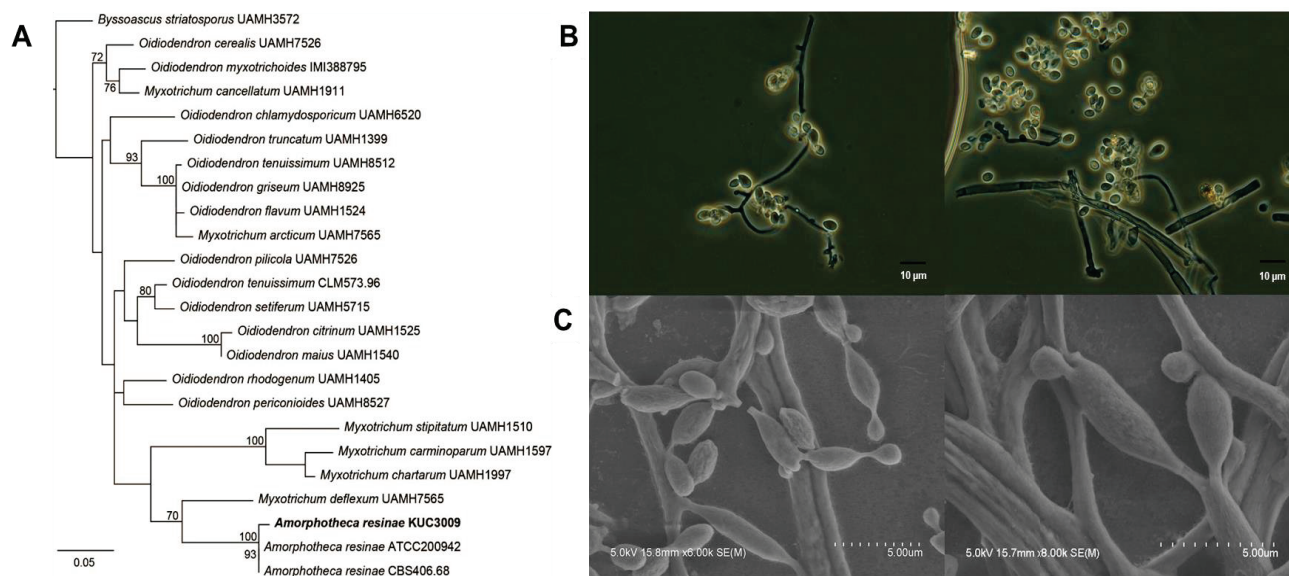 A
Byssoascus striatosporus UAMH3572
Oidiodendron cerealis UAMH7526
72
Oidiodendron myxotrichoides IMI388795
76
Myxotrichum cancellatum UAMH1911
Oidiodendron chlamydosporicum UAMH6520
Oidiodendron truncatum UAMH1399
93
Oidiodendron tenuissimum UAMH8512
100
Oidiodendron griseum UAMH8925
Oidiodendron flavum UAMH1524
Myxotrichum arcticum UAMH7565
Oidiodendron pilicola UAMH7526
Oidiodendron tenuissimum CLM573.96
80
Oidiodendron setiferum UAMH5715
Oidiodendron citrinum UAMH1525
100
Oidiodendron maius UAMH1540
Oidiodendron rhodogenum UAMH1405
Oidiodendron periconioides UAMH8527
Myxotrichum stipitatum UAMH1510
100
Myxotrichum carminoparum UAMH1597
Myxotrichum chartarum UAMH1997
Myxotrichum deflexum UAMH7565
70
Amorphotheca resinae KUC3009
100
Amorphotheca resinae ATCC200942
93
Amorphotheca resinae CBS406.68
0.05
B
10 µm
10 µm
C
5.0kV 15.8mm x6.00k SE(M)
5.00um
5.0kV 15.7mm x8.00k SE(M)
5.00um